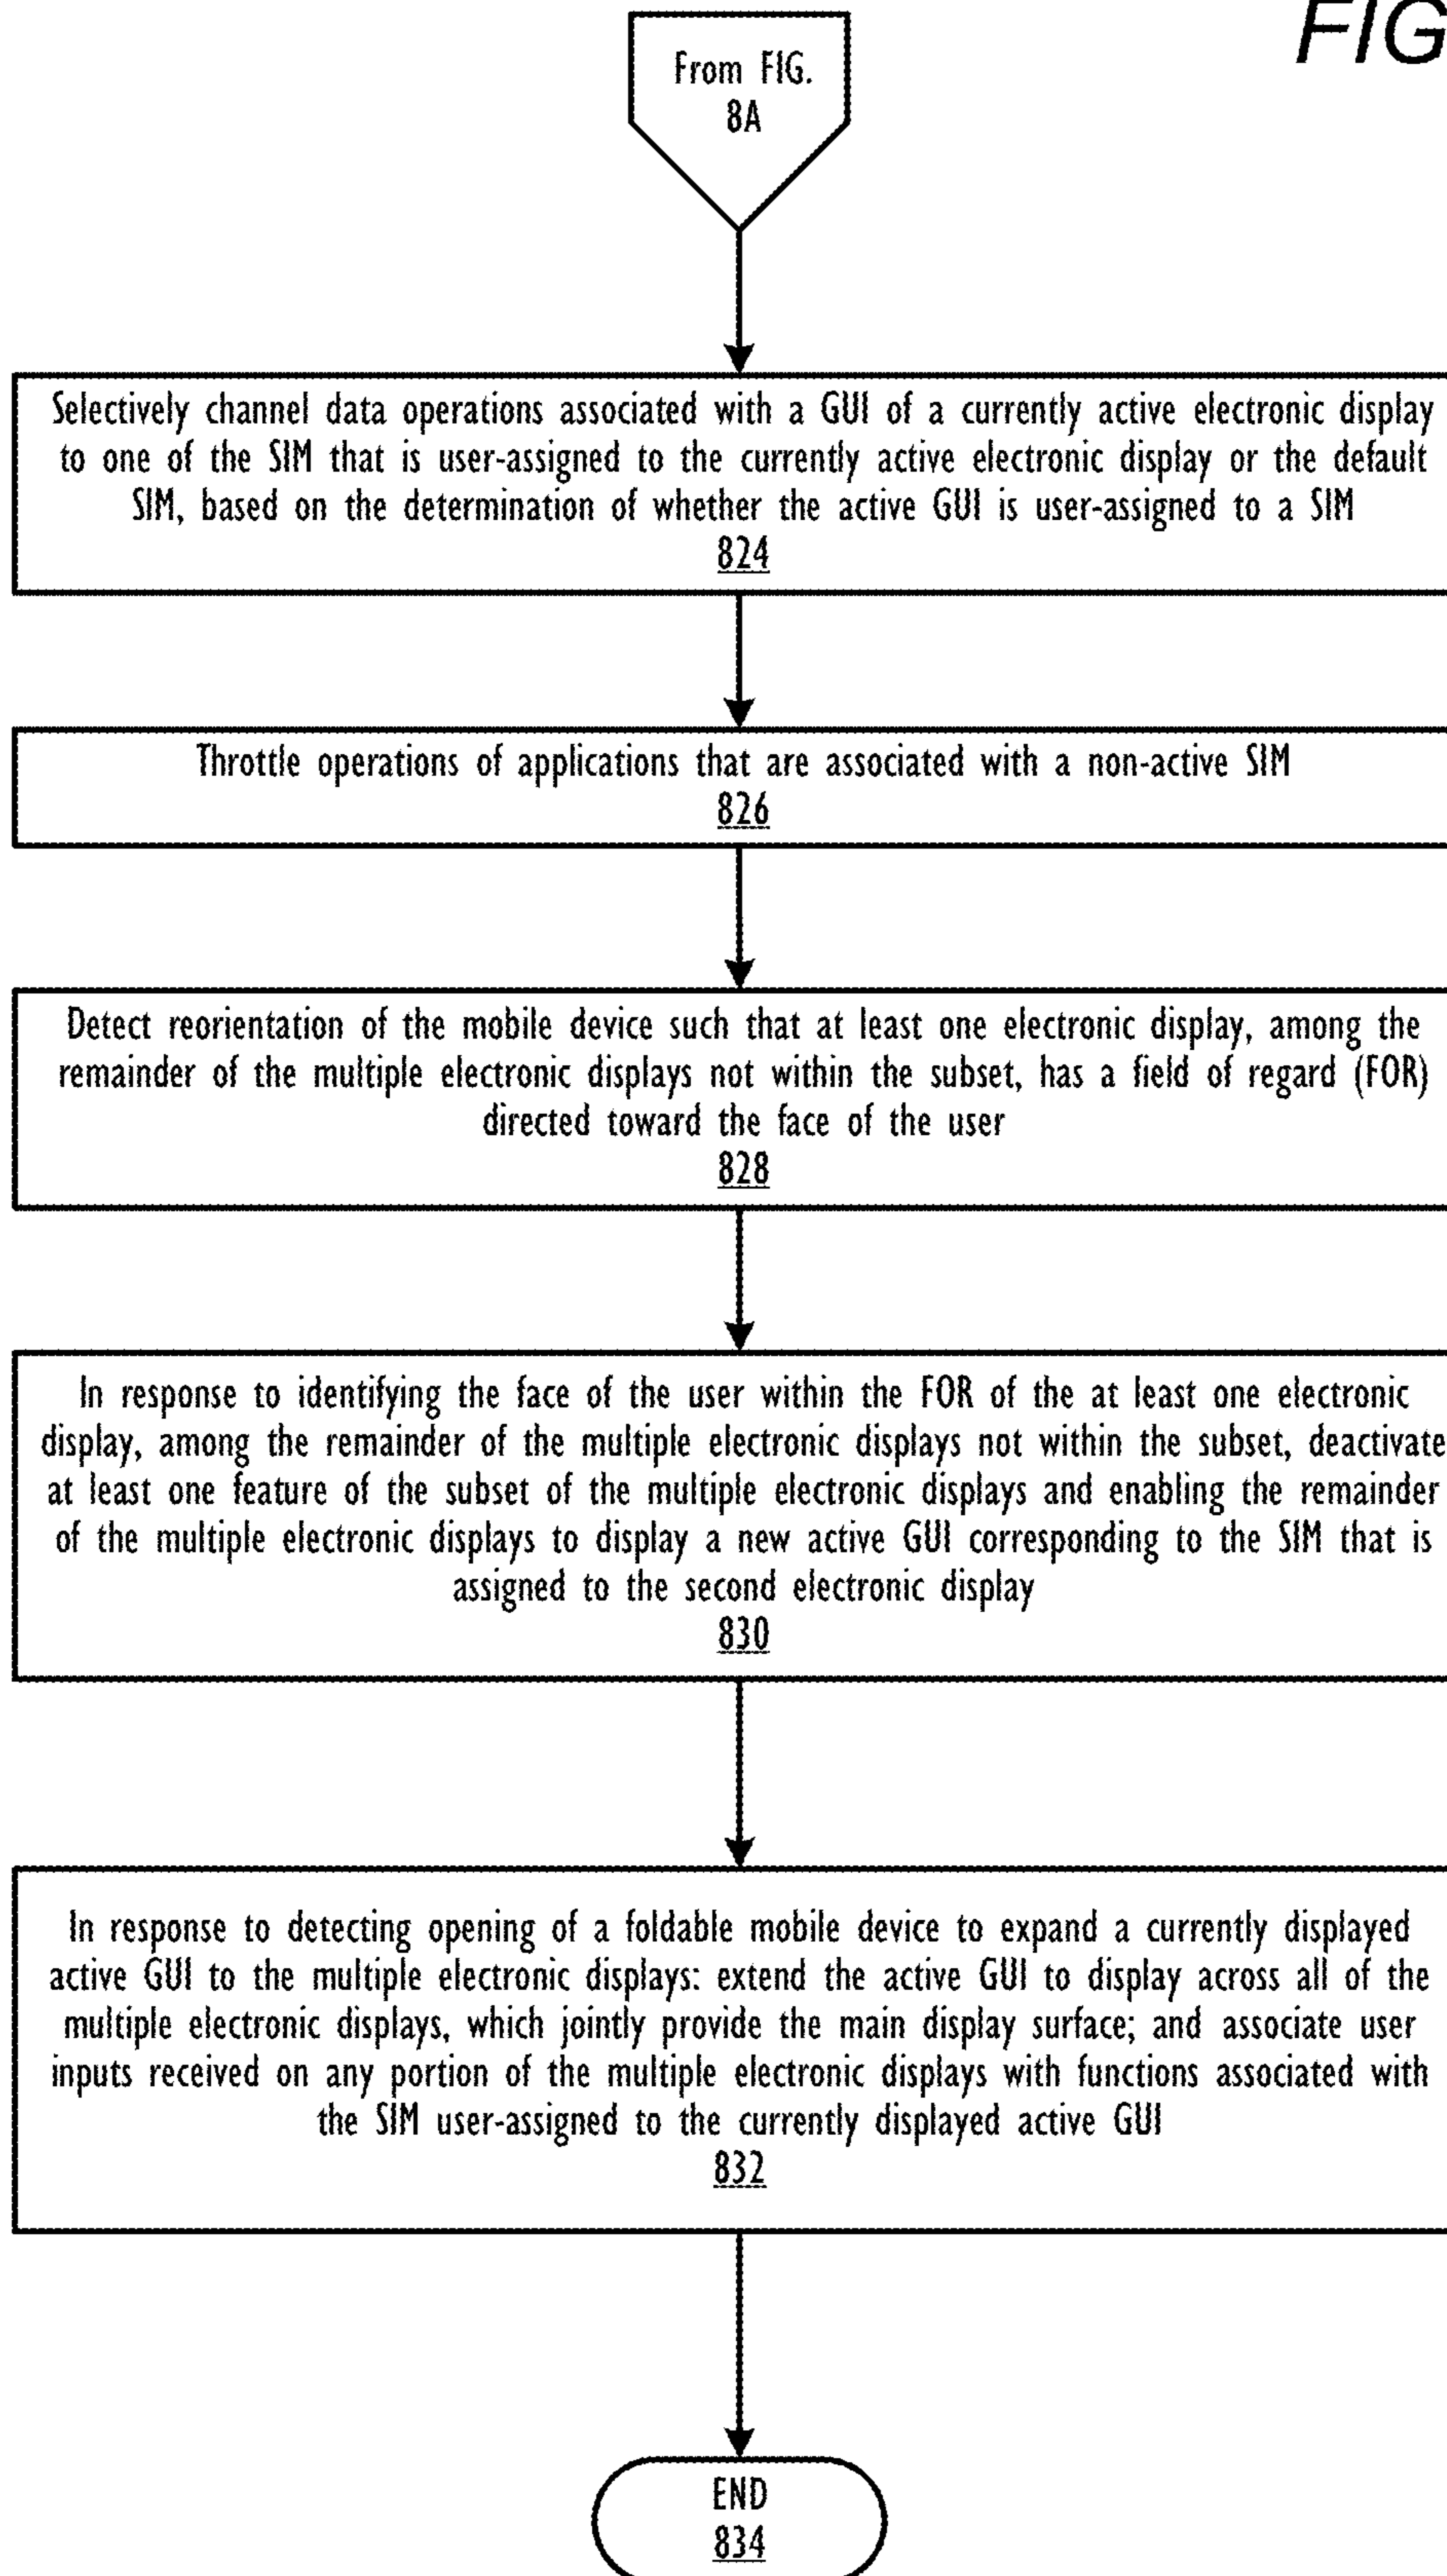 FIG
From FIG.
8A
Selectively channel data operations associated with a GUI of a currently active electronic display
to one of the SIM that is user-assigned to the currently active electronic display or the default
SIM, based on the determination of whether the active GUI is user-assigned to a SIM
824
Throttle operations of applications that are associated with a non-active SIM
826
Detect reorientation of the mobile device such that at least one electronic display, among the
remainder of the multiple electronic displays not within the subset, has a field of regard (FOR)
directed toward the face of the user
828
In response to identifying the face of the user within the FOR of the at least one electronic
display, among the remainder of the multiple electronic displays not within the subset, deactivate
at least one feature of the subset of the multiple electronic displays and enabling the remainder
of the multiple electronic displays to display a new active GUI corresponding to the SIM that is
assigned to the second electronic display
830
In response to detecting opening of a foldable mobile device to expand a currently displayed
active GUI to the multiple electronic displays: extend the active GUI to display across all of the
multiple electronic displays, which jointly provide the main display surface; and associate user
inputs received on any portion of the multiple electronic displays with functions associated with
the SIM user-assigned to the currently displayed active GUI
832
END
834